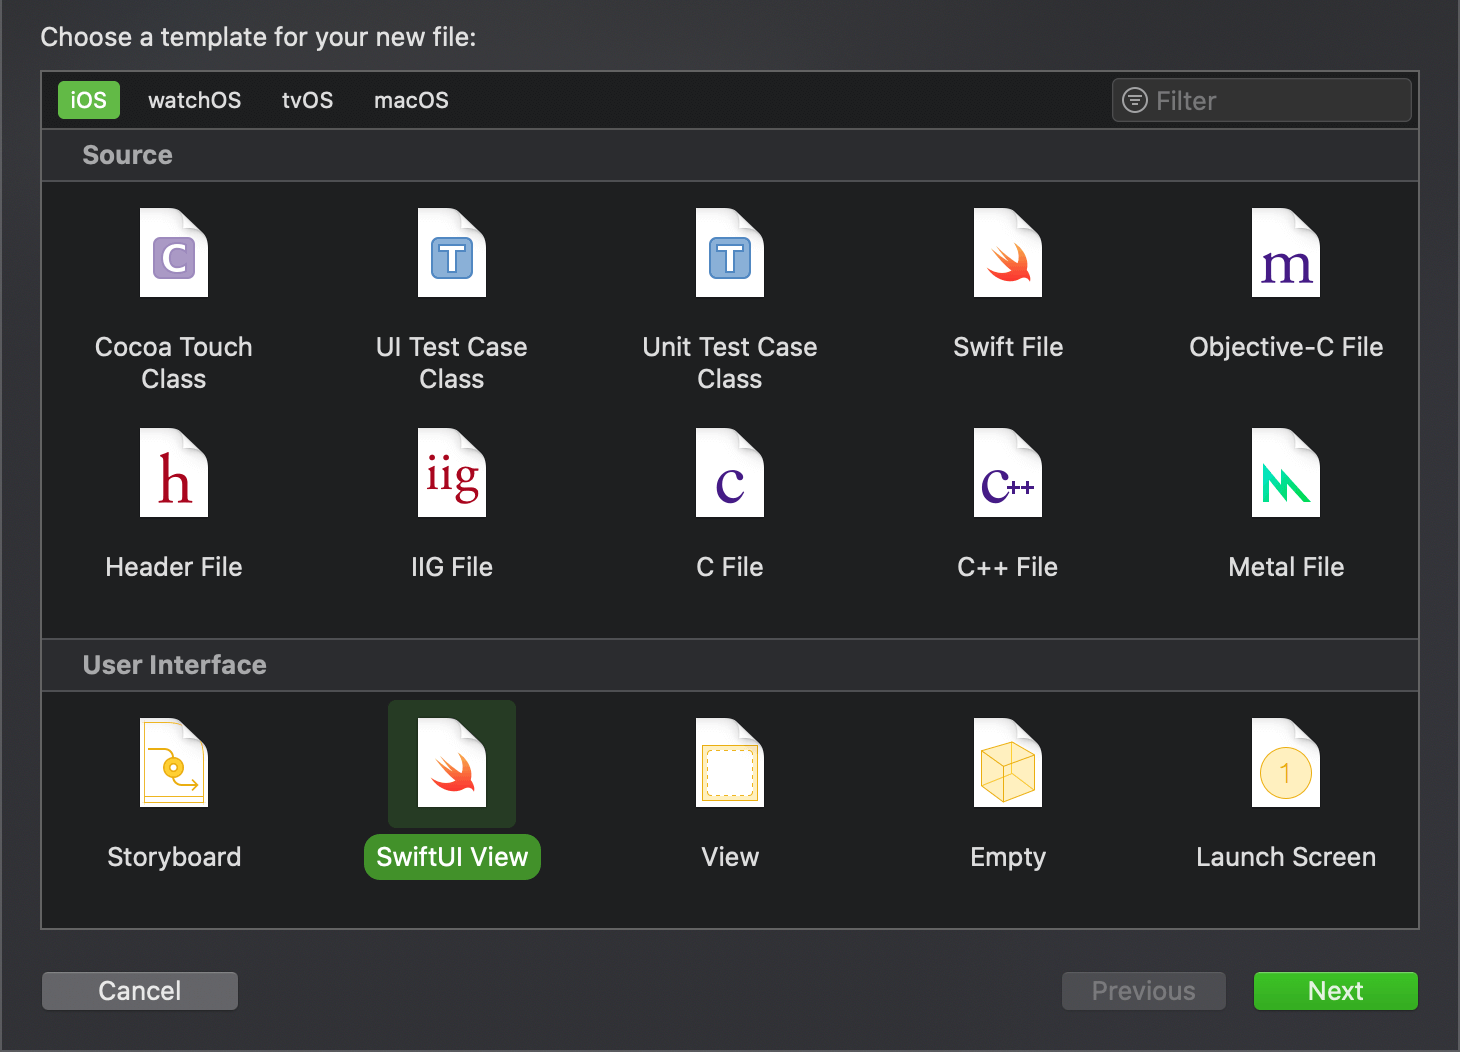 Choose a template for your new file:
iOS watchOS tvOS macOS Filter
Source
C T T m
Cocoa Touch Class
UI Test Case Class
Unit Test Case Class
Swift File
Objective-C File
h iig c C++
Header File
IIG File
C File
C++ File
Metal File
User Interface
1
Storyboard
SwiftUI View
View
Empty
Launch Screen
Cancel Previous Next